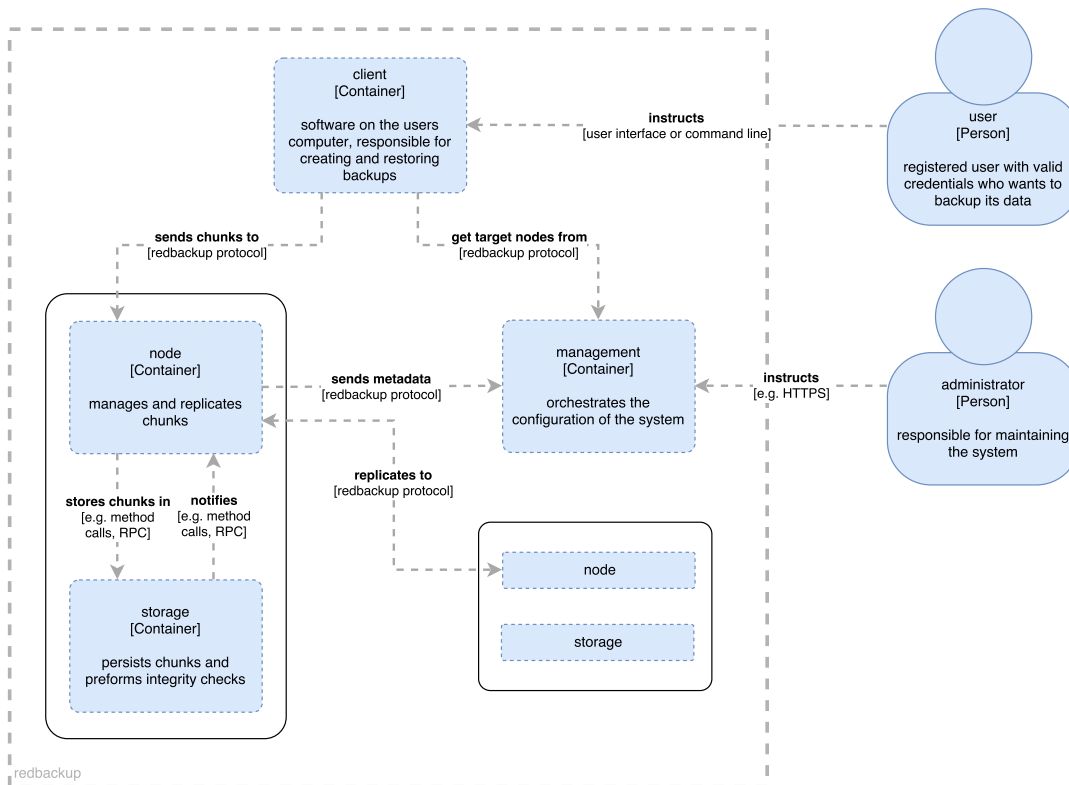 client
[Container]
software on the users
computer, responsible for
creating and restoring
backups
instructs
[user interface or command line]
user
[Person]
registered user with valid
credentials who wants to
backup its data
sends chunks to
[redbackup protocol]
get target nodes from
[redbackup protocol]
node
[Container]
manages and replicates
chunks
sends metadata
[redbackup protocol]
management
[Container]
orchestrates the
configuration of the system
instructs
[e.g. HTTPS]
administrator
[Person]
responsible for maintaining
the system
replicates to
[redbackup protocol]
stores chunks in
[e.g. method
calls, RPC]
notifies
[e.g. method
calls, RPC]
storage
[Container]
persists chunks and
preforms integrity checks
node
storage
redbackup